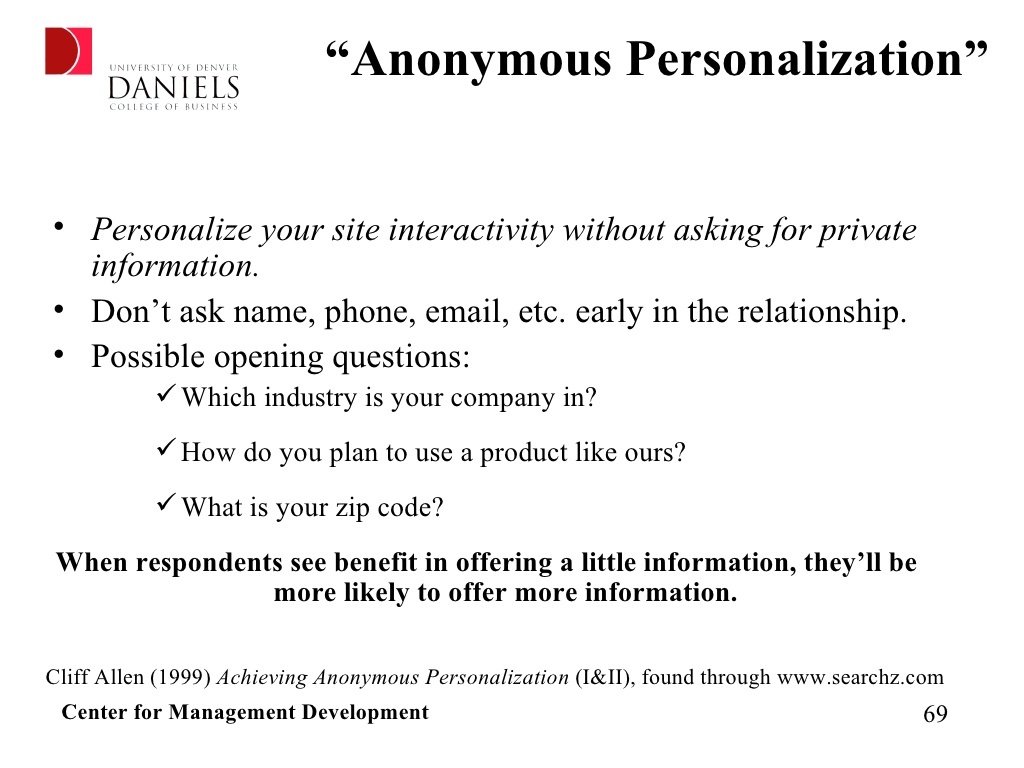 UNIVERSITY OF DENVER
DANIELS
COLLEGE OF BUSINESS
“Anonymous Personalization”
• Personalize your site interactivity without asking for private
information.
• Don’t ask name, phone, email, etc. early in the relationship.
• Possible opening questions:
✓ Which industry is your company in?
✓ How do you plan to use a product like ours?
✓ What is your zip code?
When respondents see benefit in offering a little information, they’ll be
more likely to offer more information.
Cliff Allen (1999) Achieving Anonymous Personalization (I&II), found through www.searchz.com
Center for Management Development
69